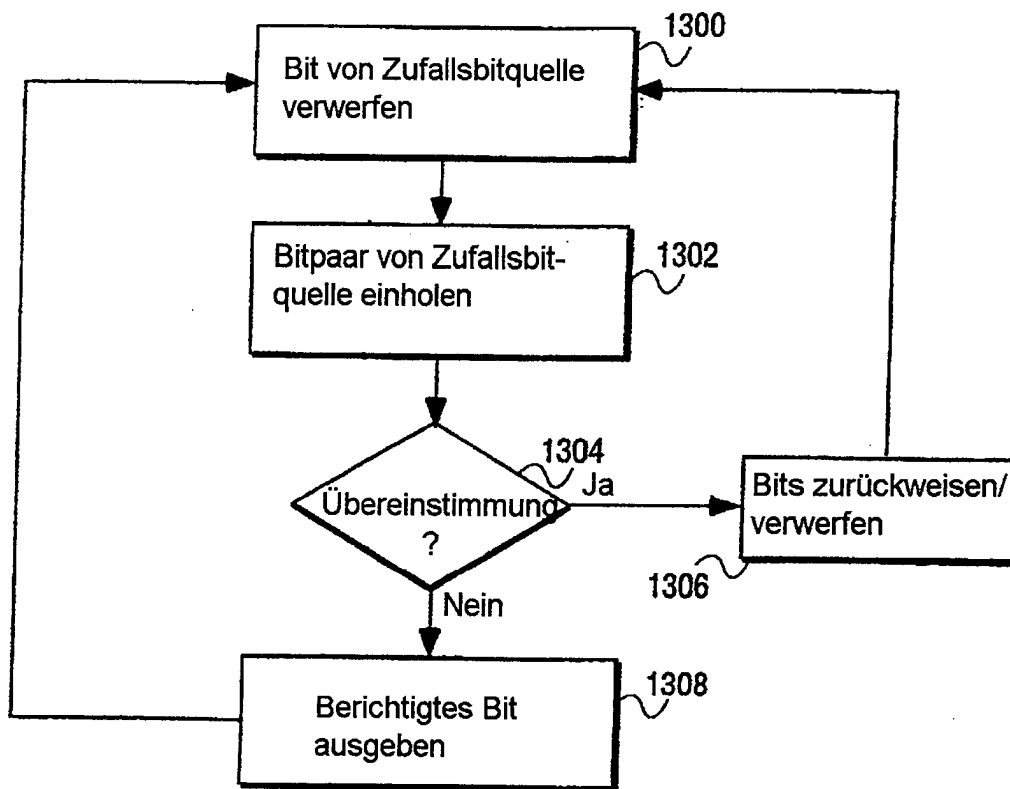 1300
Bit von Zufallsbitquelle
verwerfen
Bitpaar von Zufallsbit-
quelle einholen
1302
1304
Übereinstimmung
?
Ja
Bits zurückweisen/
verwerfen
1306
Nein
Berichtigtes Bit
ausgeben
1308